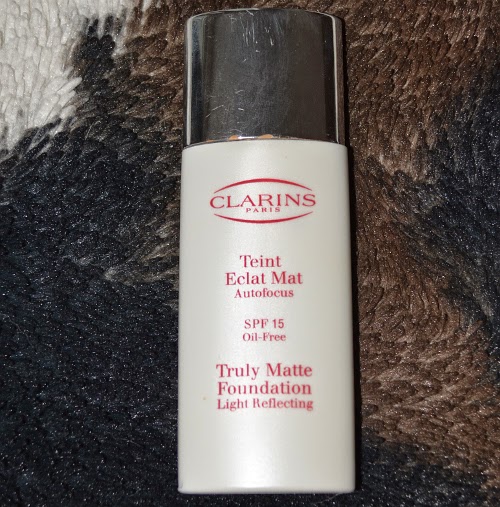 CLARINS
PARIS
Teint
Eclat Mat
Autofocus
SPF 15
Oil-Free
Truly Matte
Foundation
Light Reflecting